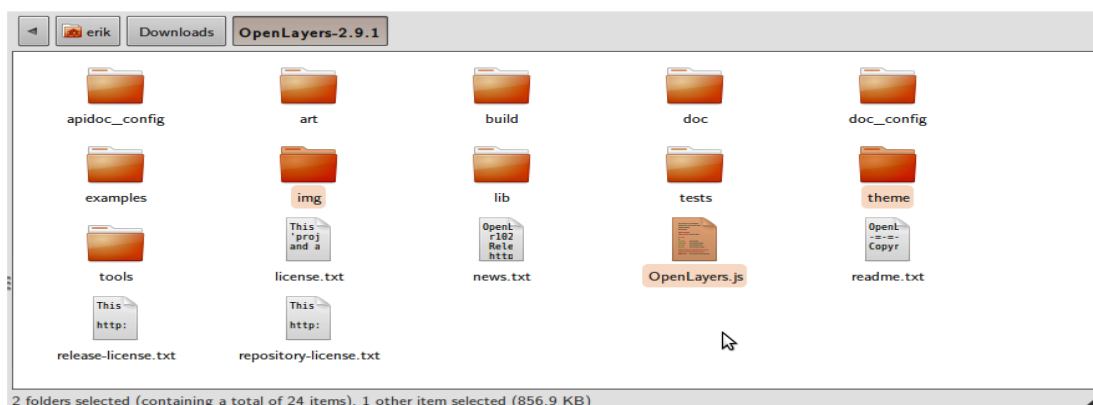 erik Downloads OpenLayers-2.9.1
apidoc_config art build doc doc_config
examples img lib tests theme
This 'proj and a
OpenL r102 Rele http
OpenL -=-=- Copyr
tools license.txt news.txt OpenLayers.js readme.txt
This http:
This http:
release-license.txt repository-license.txt
2 folders selected (containing a total of 24 items), 1 other item selected (856.9 KB)